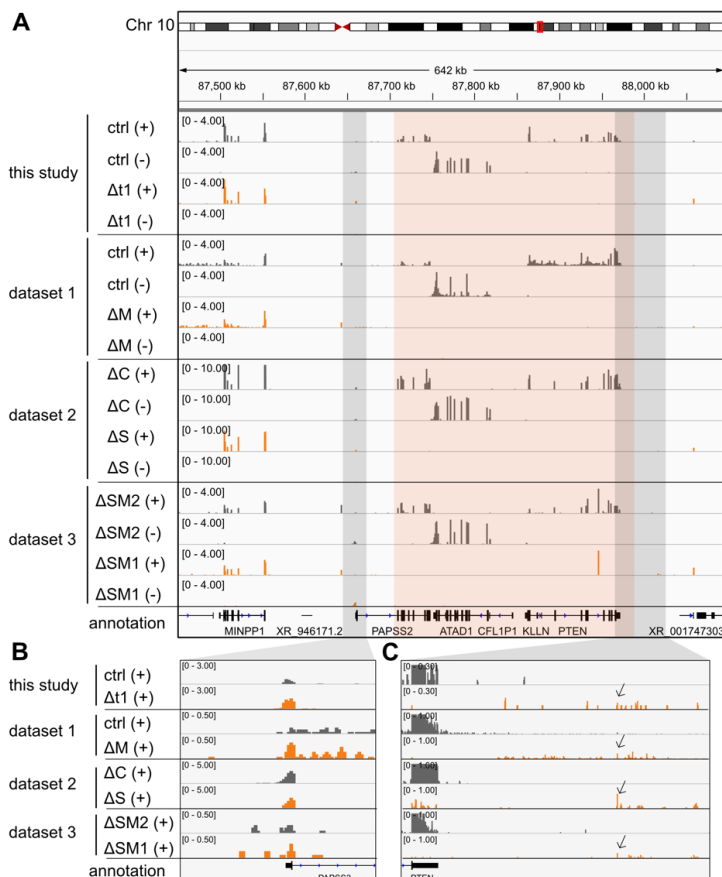 A
Chr 10
642 kb
87,500 kb 87,600 kb 87,700 kb 87,800 kb 87,900 kb 88,000 kb
this study
ctrl (+) [0 - 4.00]
ctrl (-) [0 - 4.00]
Δt1 (+) [0 - 4.00]
Δt1 (-) [0 - 4.00]
dataset 1
ctrl (+) [0 - 4.00]
ctrl (-) [0 - 4.00]
ΔM (+) [0 - 4.00]
ΔM (-) [0 - 4.00]
dataset 2
ΔC (+) [0 - 10.00]
ΔC (-) [0 - 10.00]
ΔS (+) [0 - 10.00]
ΔS (-) [0 - 10.00]
dataset 3
ΔSM2 (+) [0 - 4.00]
ΔSM2 (-) [0 - 4.00]
ΔSM1 (+) [0 - 4.00]
ΔSM1 (-) [0 - 4.00]
annotation
MINPP1 XR_946171.2 PAPSS2 ATAD1 CFL1P1 KLLN PTEN XR_001747303
B
this study
ctrl (+) [0 - 3.00]
Δt1 (+) [0 - 3.00]
dataset 1
ctrl (+) [0 - 0.50]
ΔM (+) [0 - 0.50]
dataset 2
ΔC (+) [0 - 5.00]
ΔS (+) [0 - 5.00]
dataset 3
ΔSM2 (+) [0 - 0.50]
ΔSM1 (+) [0 - 0.50]
annotation
PAPSS2
C
[0 - 0.30]
[0 - 0.30]
[0 - 1.00]
[0 - 1.00]
[0 - 1.00]
[0 - 1.00]
[0 - 1.00]
[0 - 1.00]
PTEN